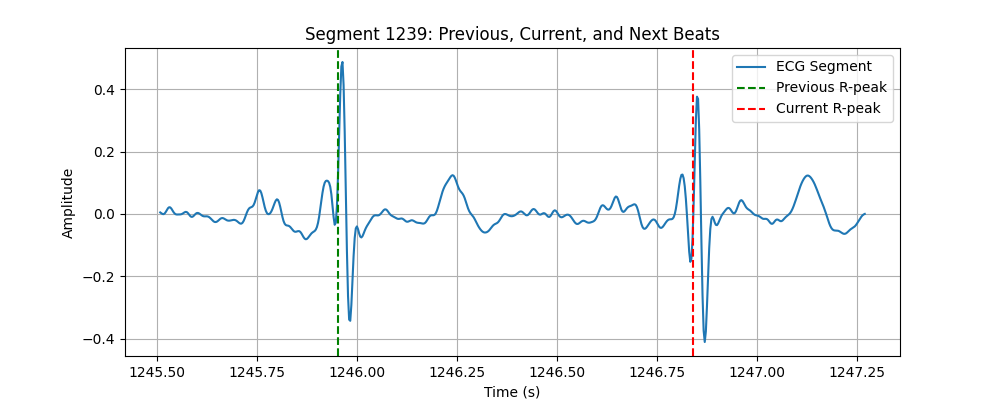 Segment 1239: Previous, Current, and Next Beats
ECG Segment
Previous R-peak
Current R-peak
Amplitude
0.4
0.2
0.0
−0.2
−0.4
1245.50 1245.75 1246.00 1246.25 1246.50 1246.75 1247.00 1247.25
Time (s)